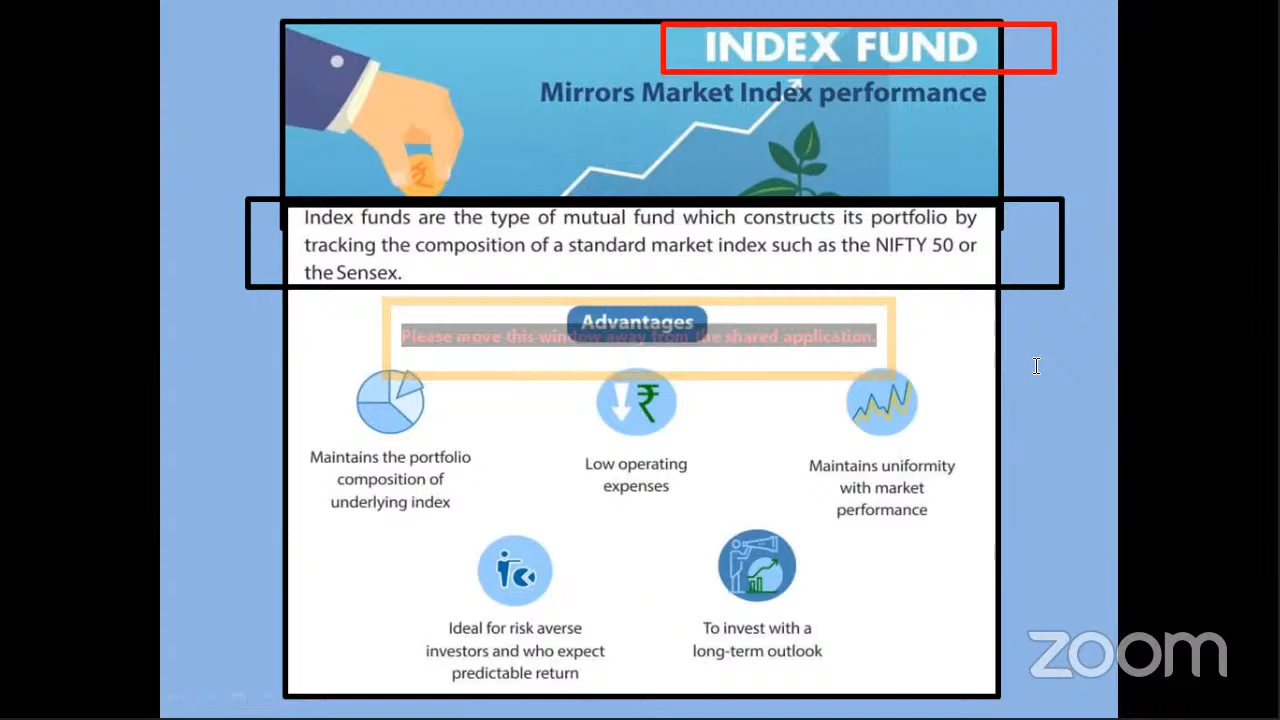 INDEX FUND
Mirrors Market Index performance
Index funds are the type of mutual fund which constructs its portfolio by
tracking the composition of a standard market index such as the NIFTY 50 or
the Sensex.
Advantages
Please move this window away from the shared application.
Maintains the portfolio
composition of
underlying index
Low operating
expenses
Maintains uniformity
with market
performance
Ideal for risk averse
investors and who expect
predictable return
To invest with a
long-term outlook
zoom